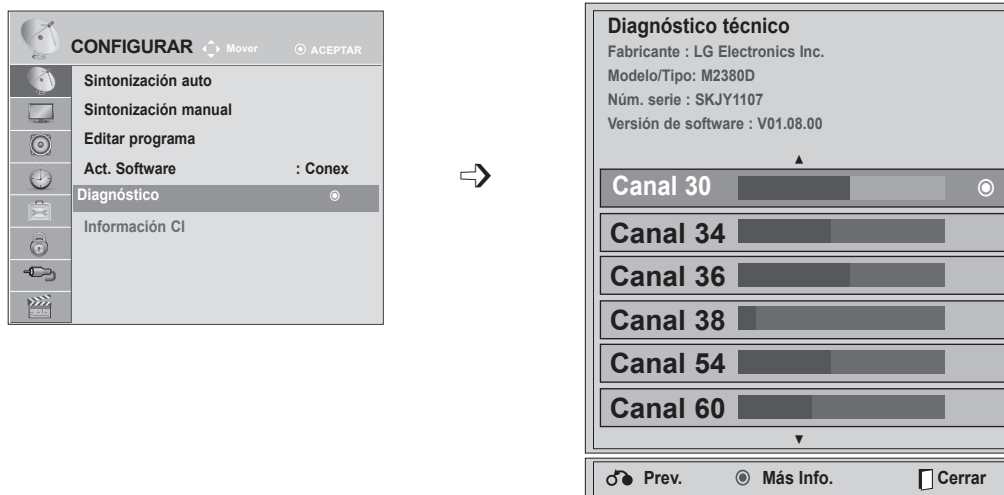 CONFIGURAR Mover ACEPTAR
Sintonización auto
Sintonización manual
Editar programa
Act. Software : Conex
Diagnóstico
Información CI
Diagnóstico técnico
Fabricante : LG Electronics Inc.
Modelo/Tipo: M2380D
Núm. serie : SKJY1107
Versión de software : V01.08.00
Canal 30
Canal 34
Canal 36
Canal 38
Canal 54
Canal 60
Prev. Más Info. Cerrar